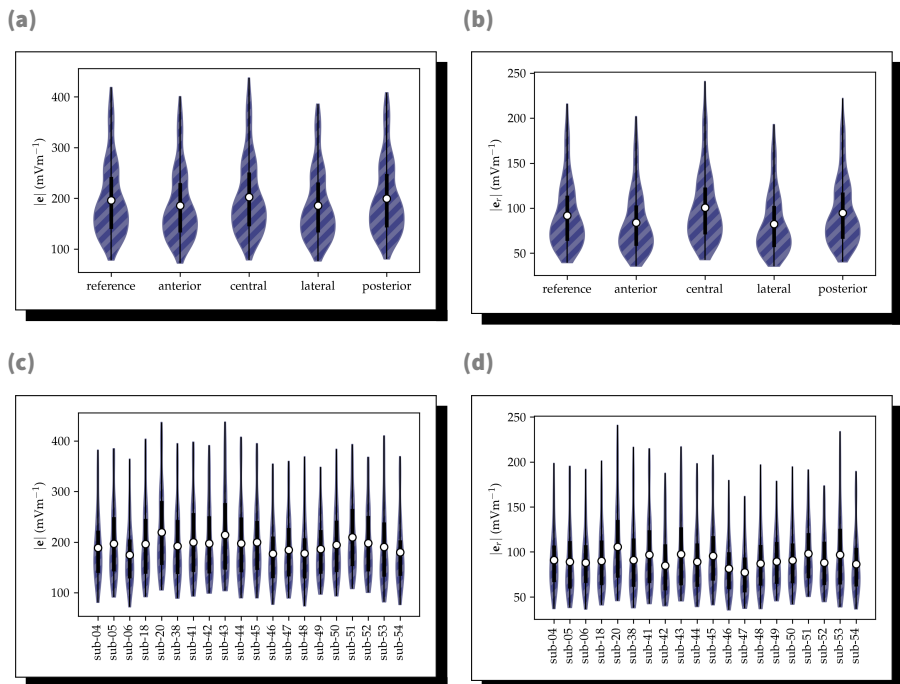 (a)
|e| (mVm⁻¹)
400
300
200
100
reference anterior central lateral posterior
(b)
|eᵣ| (mVm⁻¹)
250
200
150
100
50
reference anterior central lateral posterior
(c)
|e| (mVm⁻¹)
400
300
200
100
sub-04 sub-05 sub-06 sub-18 sub-20 sub-38 sub-41 sub-42 sub-43 sub-44 sub-45 sub-46 sub-47 sub-48 sub-49 sub-50 sub-51 sub-52 sub-53 sub-54
(d)
|eᵣ| (mVm⁻¹)
250
200
150
100
50
sub-04 sub-05 sub-06 sub-18 sub-20 sub-38 sub-41 sub-42 sub-43 sub-44 sub-45 sub-46 sub-47 sub-48 sub-49 sub-50 sub-51 sub-52 sub-53 sub-54